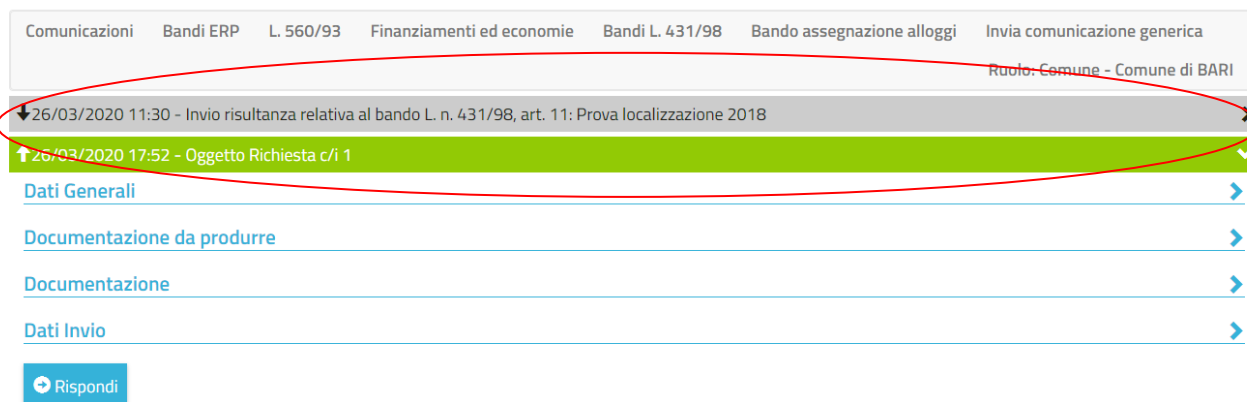 Comunicazioni Bandi ERP L. 560/93 Finanziamenti ed economie Bandi L. 431/98 Bando assegnazione alloggi Invia comunicazione generica
Ruolo: Comune - Comune di BARI
26/03/2020 11:30 - Invio risultanza relativa al bando L. n. 431/98, art. 11: Prova localizzazione 2018
26/03/2020 17:52 - Oggetto Richiesta c/i 1
Dati Generali
Documentazione da produrre
Documentazione
Dati Invio
Rispondi